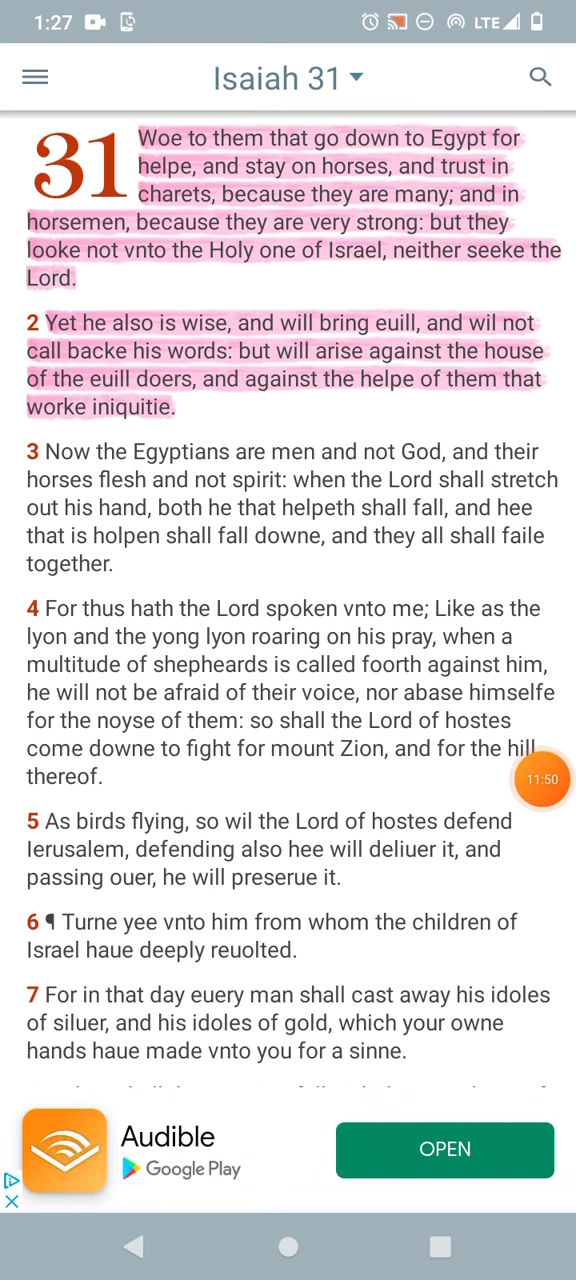 1:27
LTE
Isaiah 31
31 Woe to them that go down to Egypt for
helpe, and stay on horses, and trust in
charets, because they are many; and in
horsemen, because they are very strong: but they
looke not vnto the Holy one of Israel, neither seeke the
Lord.
2 Yet he also is wise, and will bring euill, and wil not
call backe his words: but will arise against the house
of the euill doers, and against the helpe of them that
worke iniquitie.
3 Now the Egyptians are men and not God, and their
horses flesh and not spirit: when the Lord shall stretch
out his hand, both he that helpeth shall fall, and hee
that is holpen shall fall downe, and they all shall faile
together.
4 For thus hath the Lord spoken vnto me; Like as the
lyon and the yong lyon roaring on his pray, when a
multitude of shepheards is called foorth against him,
he will not be afraid of their voice, nor abase himselfe
for the noyse of them: so shall the Lord of hostes
come downe to fight for mount Zion, and for the hill
thereof.
11:50
5 As birds flying, so wil the Lord of hostes defend
Ierusalem, defending also hee will deliuer it, and
passing ouer, he will preserue it.
6 ¶ Turne yee vnto him from whom the children of
Israel haue deeply reuolted.
7 For in that day euery man shall cast away his idoles
of siluer, and his idoles of gold, which your owne
hands haue made vnto you for a sinne.
Audible
Google Play
OPEN